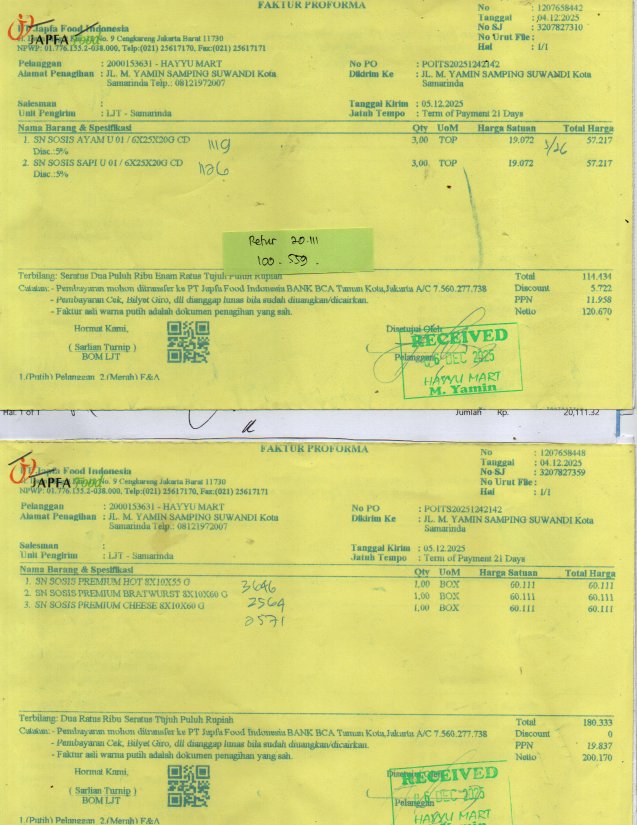 FAKTUR PROFORMA
JAPFA Food
PT Japfa Food Indonesia
No. 9 Cengkareng Jakarta Barat 11730
NPWP: 01.776.155.2-038.000, Telp:(021) 25617170, Fax:(021) 25617171
No : 1207658442
Tanggal : 04.12.2025
No SJ : 3207827310
No Urut File :
Hal : 1/1
Pelanggan : 2000153631 - HAYYU MART
Alamat Penagihan : JL. M. YAMIN SAMPING SUWANDI Kota
Samarinda Telp.: 08121972007
No PO : POITS20251242142
Dikirim Ke : JL. M. YAMIN SAMPING SUWANDI Kota
Samarinda
Salesman :
Unit Pengirim : LJT - Samarinda
Tanggal Kirim : 05.12.2025
Jatuh Tempo : Term of Payment 21 Days
Nama Barang & Spesifikasi Qty UoM Harga Satuan Total Harga
1. SN SOSIS AYAM U 01 / 6X25X20G CD 1119 3,00 TOP 19.072 57.217
Disc.:5%
2. SN SOSIS SAPI U 01 / 6X25X20G CD 1126 3,00 TOP 19.072 57.217
Disc.:5%
Retur 20.111
100.559.
Terbilang: Seratus Dua Puluh Ribu Enam Ratus Tujuh Puluh Rupiah
Catatan: - Pembayaran mohon ditransfer ke PT Japfa Food Indonesia BANK BCA Taman Kota,Jakarta A/C 7.560.277.738
- Pembayaran Cek, Bilyet Giro, dll dianggap lunas bila sudah diuangkan/dicairkan.
- Faktur asli warna putih adalah dokumen penagihan yang sah.
Total 114.434
Discount 5.722
PPN 11.958
Netto 120.670
Hormat Kami,
( Sarlian Turnip )
BOM LJT
Disetujui Oleh
Pelanggan
RECEIVED
06 DEC 2025
HAYYU MART
M. Yamin
1.(Putih) Pelanggan 2.(Merah) F&A
Hal. 1 of 1
Jumlah Rp. 20,111.32
FAKTUR PROFORMA
JAPFA Food
PT Japfa Food Indonesia
No. 9 Cengkareng Jakarta Barat 11730
NPWP: 01.776.155.2-038.000, Telp:(021) 25617170, Fax:(021) 25617171
No : 1207658448
Tanggal : 04.12.2025
No SJ : 3207827359
No Urut File :
Hal : 1/1
Pelanggan : 2000153631 - HAYYU MART
Alamat Penagihan : JL. M. YAMIN SAMPING SUWANDI Kota
Samarinda Telp.: 08121972007
No PO : POITS20251242142
Dikirim Ke : JL. M. YAMIN SAMPING SUWANDI Kota
Samarinda
Salesman :
Unit Pengirim : LJT - Samarinda
Tanggal Kirim : 05.12.2025
Jatuh Tempo : Term of Payment 21 Days
Nama Barang & Spesifikasi Qty UoM Harga Satuan Total Harga
1. SN SOSIS PREMIUM HOT 8X10X55 G 3646 1,00 BOX 60.111 60.111
2. SN SOSIS PREMIUM BRATWURST 8X10X60 G 2564 1,00 BOX 60.111 60.111
3. SN SOSIS PREMIUM CHEESE 8X10X60 G 2571 1,00 BOX 60.111 60.111
Terbilang: Dua Ratus Ribu Seratus Tujuh Puluh Rupiah
Catatan: - Pembayaran mohon ditransfer ke PT Japfa Food Indonesia BANK BCA Taman Kota,Jakarta A/C 7.560.277.738
- Pembayaran Cek, Bilyet Giro, dll dianggap lunas bila sudah diuangkan/dicairkan.
- Faktur asli warna putih adalah dokumen penagihan yang sah.
Total 180.333
Discount 0
PPN 19.837
Netto 200.170
Hormat Kami,
( Sarlian Turnip )
BOM LJT
Disetujui Oleh
Pelanggan
RECEIVED
06 DEC 2025
HAYYU MART
1.(Putih) Pelanggan 2.(Merah) F&A